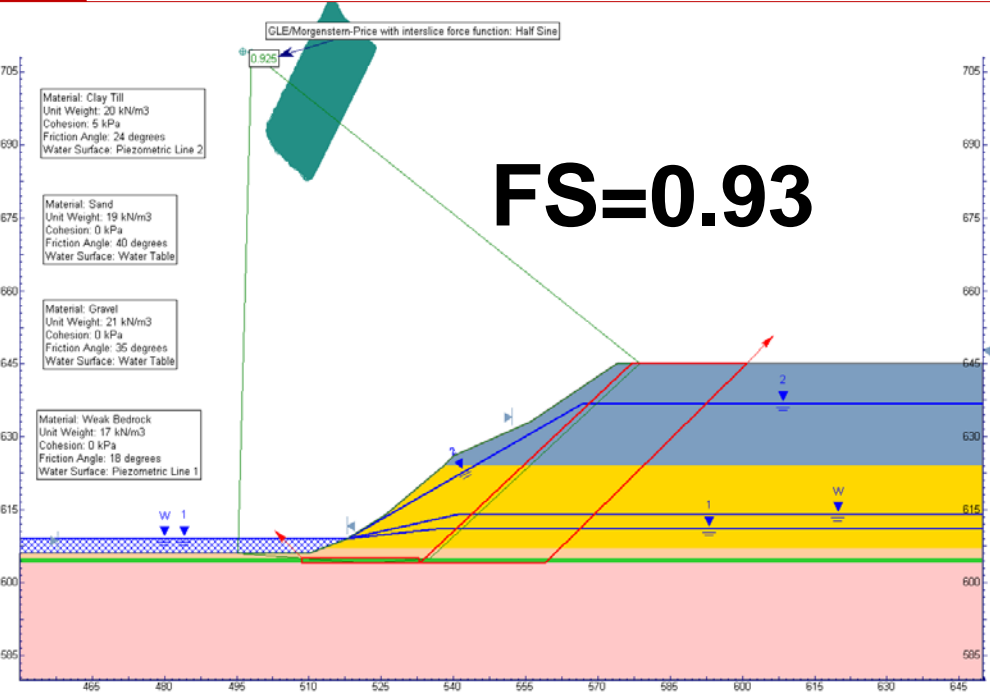 GLE/Morgenstern-Price with interslice force function: Half Sine
0.925
FS=0.93
Material: Clay Till
Unit Weight: 20 kN/m3
Cohesion: 5 kPa
Friction Angle: 24 degrees
Water Surface: Piezometric Line 2
Material: Sand
Unit Weight: 19 kN/m3
Cohesion: 0 kPa
Friction Angle: 40 degrees
Water Surface: Water Table
Material: Gravel
Unit Weight: 21 kN/m3
Cohesion: 0 kPa
Friction Angle: 35 degrees
Water Surface: Water Table
Material: Weak Bedrock
Unit Weight: 17 kN/m3
Cohesion: 0 kPa
Friction Angle: 18 degrees
Water Surface: Piezometric Line 1
705
690
675
660
645
630
615
600
585
705
690
675
660
645
630
615
600
585
2
2
W 1
1
W
465 480 495 510 525 540 555 570 585 600 615 630 645